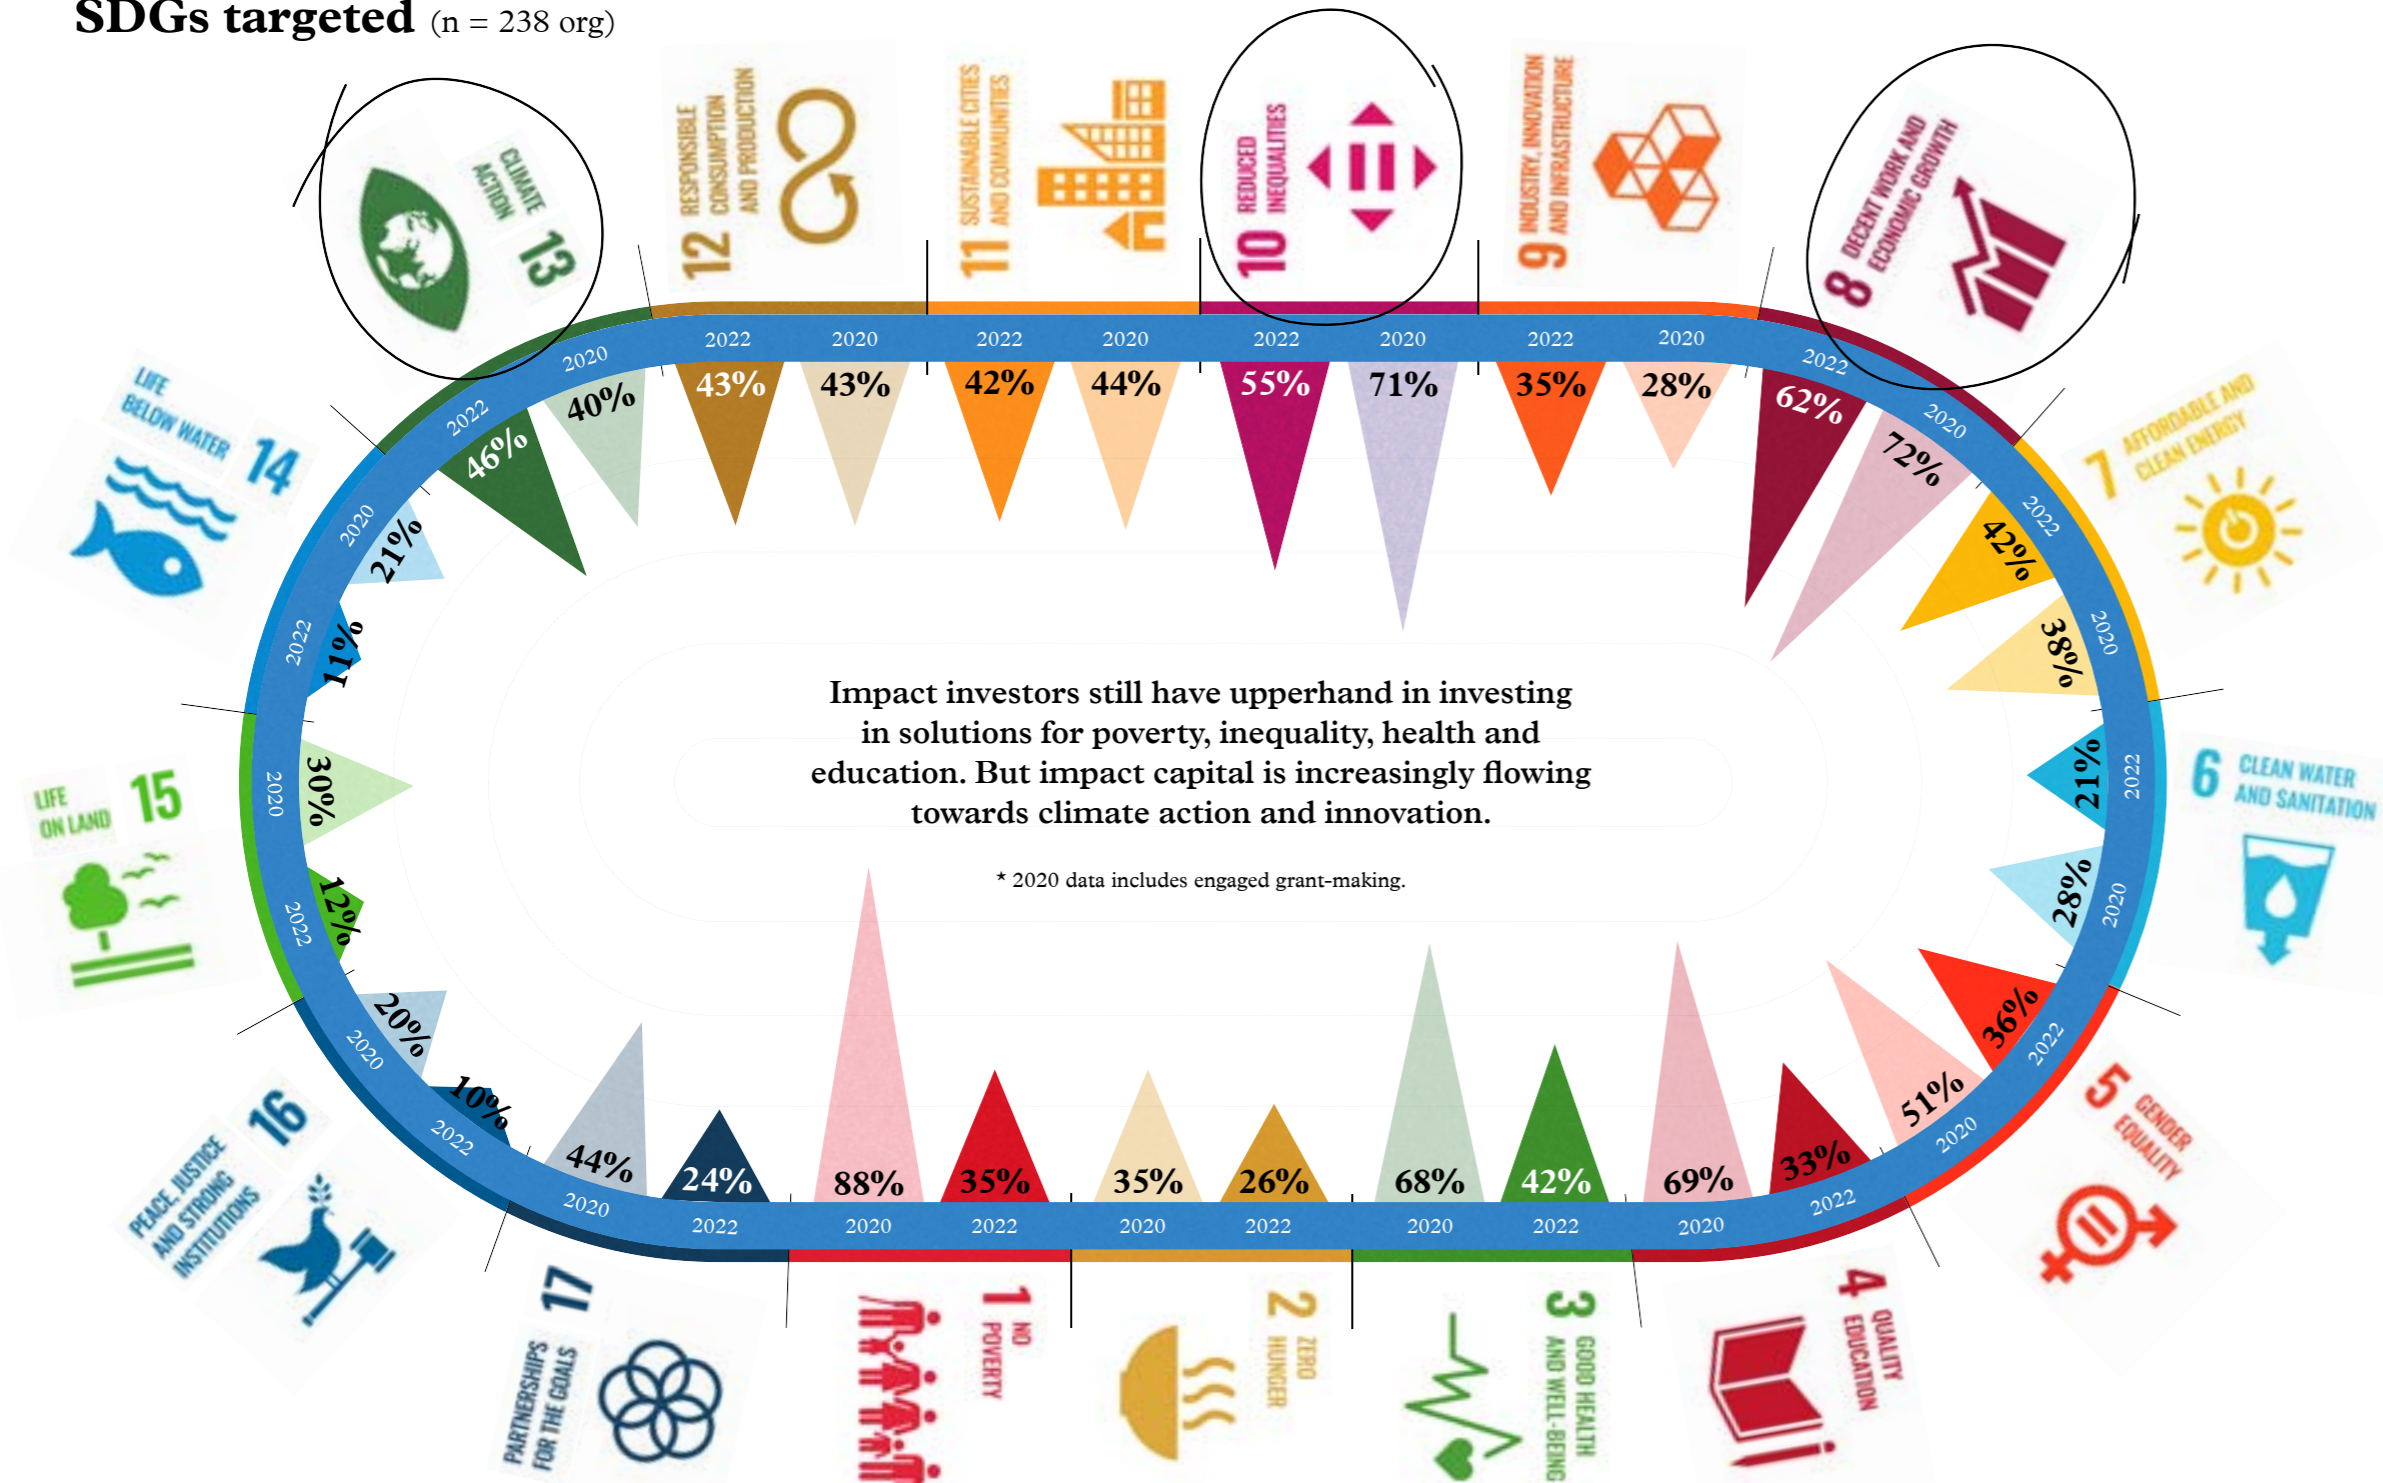 SDGs targeted (n = 238 org)
13 CLIMATE
ACTION
12 RESPONSIBLE
CONSUMPTION
AND PRODUCTION
11 SUSTAINABLE CITIES
AND COMMUNITIES
10 REDUCED
INEQUALITIES
9 INDUSTRY, INNOVATION
AND INFRASTRUCTURE
8 DECENT WORK AND
ECONOMIC GROWTH
7 AFFORDABLE AND
CLEAN ENERGY
6 CLEAN WATER
AND SANITATION
5 GENDER
EQUALITY
4 QUALITY
EDUCATION
3 GOOD HEALTH
AND WELL-BEING
2 ZERO
HUNGER
1 NO
POVERTY
17 PARTNERSHIPS
FOR THE GOALS
16 PEACE, JUSTICE
AND STRONG
INSTITUTIONS
15 LIFE
ON LAND
14 LIFE
BELOW WATER
2022 46%
2020 40%
2022 43%
2020 43%
2022 42%
2020 44%
2022 55%
2020 71%
2022 35%
2020 28%
2022 62%
2020 72%
2022 42%
2020 38%
2022 21%
2020 28%
2022 36%
2020 51%
2022 33%
2020 69%
2022 42%
2020 68%
2022 26%
2020 35%
2022 35%
2020 88%
2022 24%
2020 44%
2022 10%
2020 20%
2022 12%
2020 30%
2022 11%
2020 21%
Impact investors still have upperhand in investing
in solutions for poverty, inequality, health and
education. But impact capital is increasingly flowing
towards climate action and innovation.
* 2020 data includes engaged grant-making.